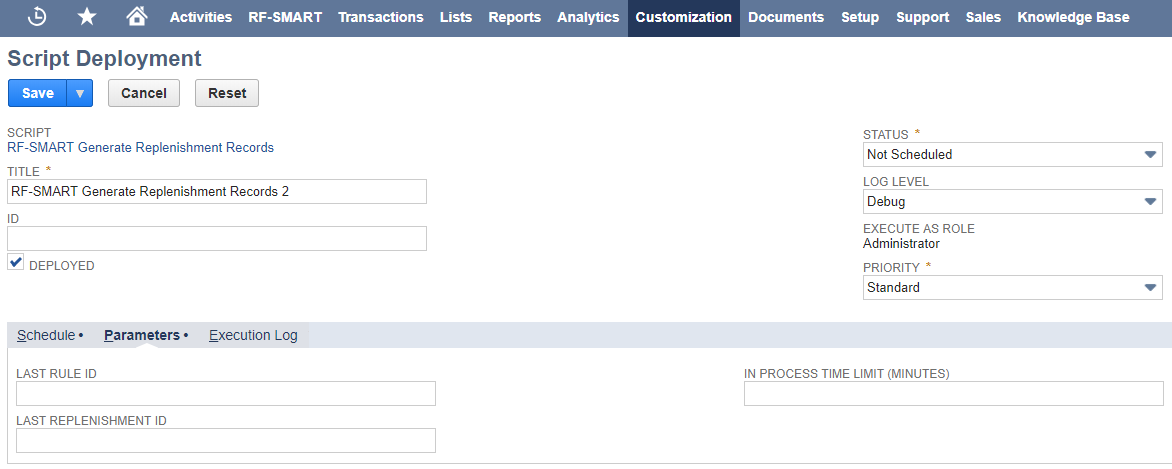 Activities RF-SMART Transactions Lists Reports Analytics Customization Documents Setup Support Sales Knowledge Base
Script Deployment
Save ▼ Cancel Reset
SCRIPT
RF-SMART Generate Replenishment Records
TITLE *
RF-SMART Generate Replenishment Records 2
ID
DEPLOYED
STATUS *
Not Scheduled
LOG LEVEL
Debug
EXECUTE AS ROLE
Administrator
PRIORITY *
Standard
Schedule • Parameters • Execution Log
LAST RULE ID
LAST REPLENISHMENT ID
IN PROCESS TIME LIMIT (MINUTES)